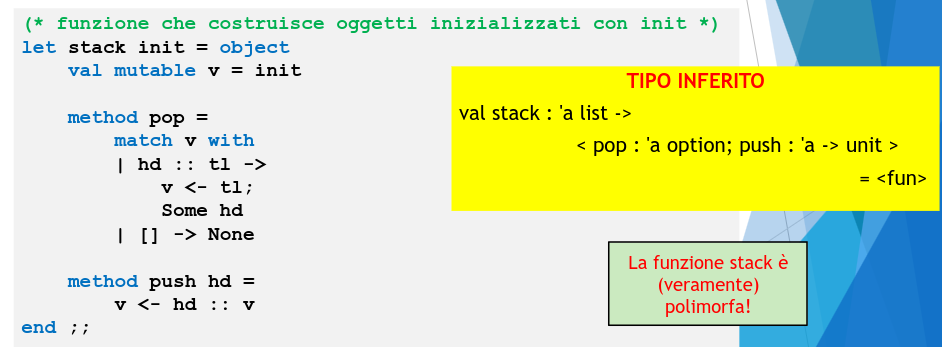 (* funzione che costruisce oggetti inizializzati con init *)
let stack init = object
    val mutable v = init

    method pop =
        match v with
        | hd :: tl ->
            v <- tl;
            Some hd
        | [] -> None

    method push hd =
        v <- hd :: v
end ;;
TIPO INFERITO
val stack : 'a list ->
< pop : 'a option; push : 'a -> unit >
= <fun>
La funzione stack è
(veramente)
polimorfa!